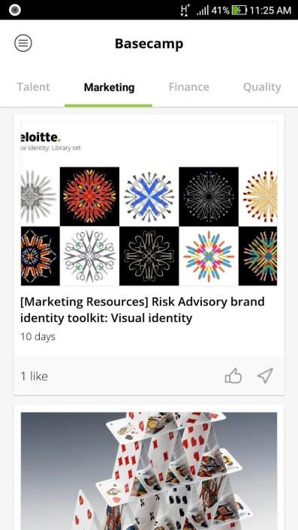 H+ 41% 11:25 AM
Basecamp
Talent Marketing Finance Quality
eloitte.
al identity: Library set
[Marketing Resources] Risk Advisory brand
identity toolkit: Visual identity
10 days
1 like